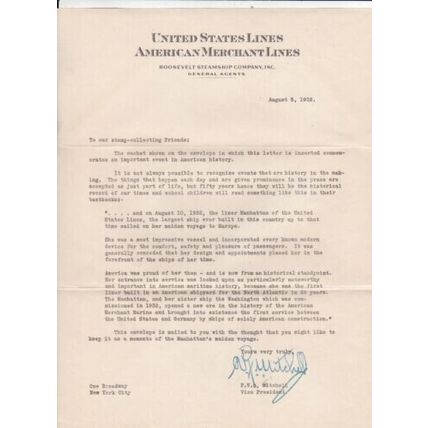 UNITED STATES LINES
AMERICAN MERCHANT LINES
ROOSEVELT STEAMSHIP COMPANY, INC.
GENERAL AGENTS
August 5, 1932.
To our stamp-collecting Friends:
The cachet shown on the envelope in which this letter is inserted commem-
orates an important event in American history.
It is not always possible to recognize events that are history in the mak-
ing. The things that happen each day and are given prominence in the press are
accepted as just part of life, but fifty years hence they will be the historical
record of our times and school children will read something like this in their
textbooks:
". . . . and on August 10, 1932, the liner Manhattan of the United
States Lines, the largest ship ever built in this country up to that
time sailed on her maiden voyage to Europe.
She was a most impressive vessel and incorporated every known modern
device for the comfort, safety and pleasure of passengers. It was
generally conceded that her design and appointments placed her in the
forefront of the ships of her time.
America was proud of her then - and is now from an historical standpoint.
Her entrance into service was looked upon as particularly noteworthy
and important in American maritime history, because she was the first
liner built in an American shipyard for the North Atlantic in years.
The Manhattan, and her sister ship the Washington which was com-
missioned in 1932, opened a new era in the history of the American
Merchant Marine and brought into existence the first service between
the United States and Germany by ships of solely American construction."
This envelope is mailed to you with the thought that you might like to
keep it as a memento of the Manhattan's maiden voyage.
Yours very truly,
Mitchell
P.V.G. Mitchell
Vice President
One Broadway
New York City